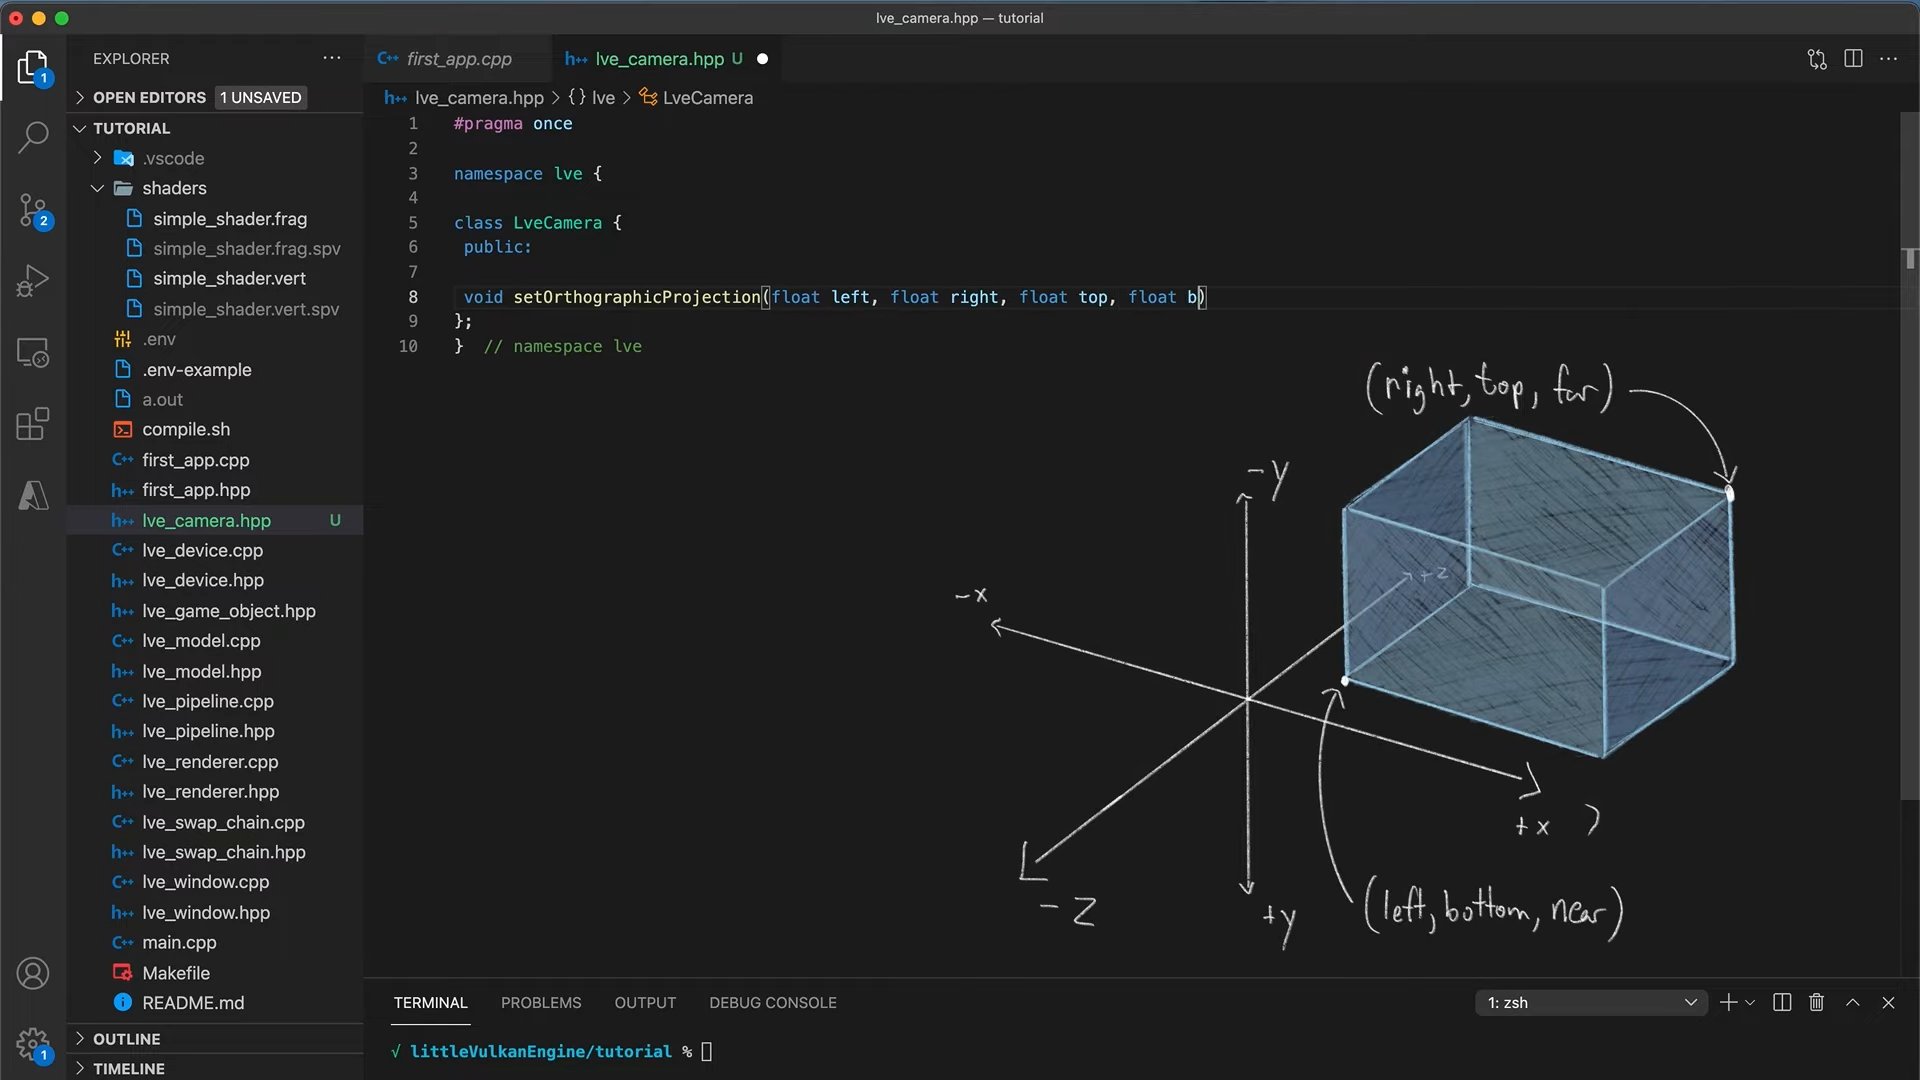 lve_camera.hpp — tutorial
EXPLORER
OPEN EDITORS 1 UNSAVED
TUTORIAL
.vscode
shaders
simple_shader.frag
simple_shader.frag.spv
simple_shader.vert
simple_shader.vert.spv
.env
.env-example
a.out
compile.sh
first_app.cpp
first_app.hpp
lve_camera.hpp U
lve_device.cpp
lve_device.hpp
lve_game_object.hpp
lve_model.cpp
lve_model.hpp
lve_pipeline.cpp
lve_pipeline.hpp
lve_renderer.cpp
lve_renderer.hpp
lve_swap_chain.cpp
lve_swap_chain.hpp
lve_window.cpp
lve_window.hpp
main.cpp
Makefile
README.md
OUTLINE
TIMELINE
1
2
1
C++ first_app.cpp
h++ lve_camera.hpp U
h++ lve_camera.hpp > {} lve > LveCamera
1 #pragma once
2
3 namespace lve {
4
5 class LveCamera {
6 public:
7
8 void setOrthographicProjection(float left, float right, float top, float b)
9 };
10 } // namespace lve
(right, top, far)
-y
+z
-x
+x
-z
+y
(left, bottom, near)
TERMINAL PROBLEMS OUTPUT DEBUG CONSOLE
1: zsh
√ littleVulkanEngine/tutorial %